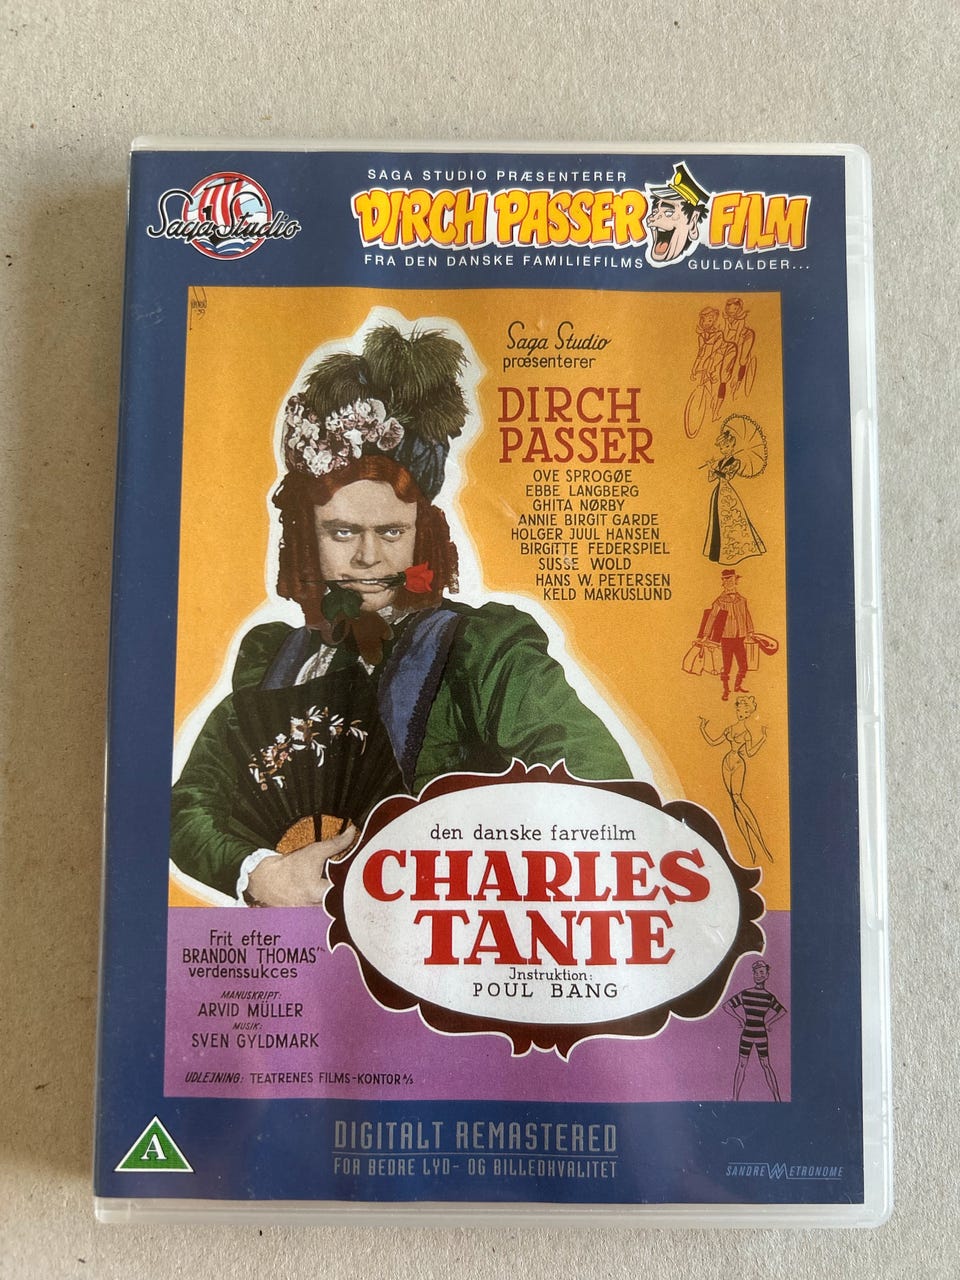 Saga Studio
SAGA STUDIO PRÆSENTERER
DIRCH PASSER FILM
FRA DEN DANSKE FAMILIEFILMS GULDALDER...
Saga Studio
præsenterer
DIRCH
PASSER
OVE SPROGØE
EBBE LANGBERG
GHITA NØRBY
ANNIE BIRGIT GARDE
HOLGER JUUL HANSEN
BIRGITTE FEDERSPIEL
SUSSE WOLD
HANS W. PETERSEN
KELD MARKUSLUND
den danske farvefilm
CHARLES
TANTE
Instruktion:
POUL BANG
Frit efter
BRANDON THOMAS'
verdenssukces
MANUSKRIPT:
ARVID MÜLLER
MUSIK:
SVEN GYLDMARK
UDLEJNING: TEATRENES FILMS-KONTOR A/S
A
DIGITALT REMASTERED
FOR BEDRE LYD- OG BILLEDKVALITET
SANDREW METRONOME